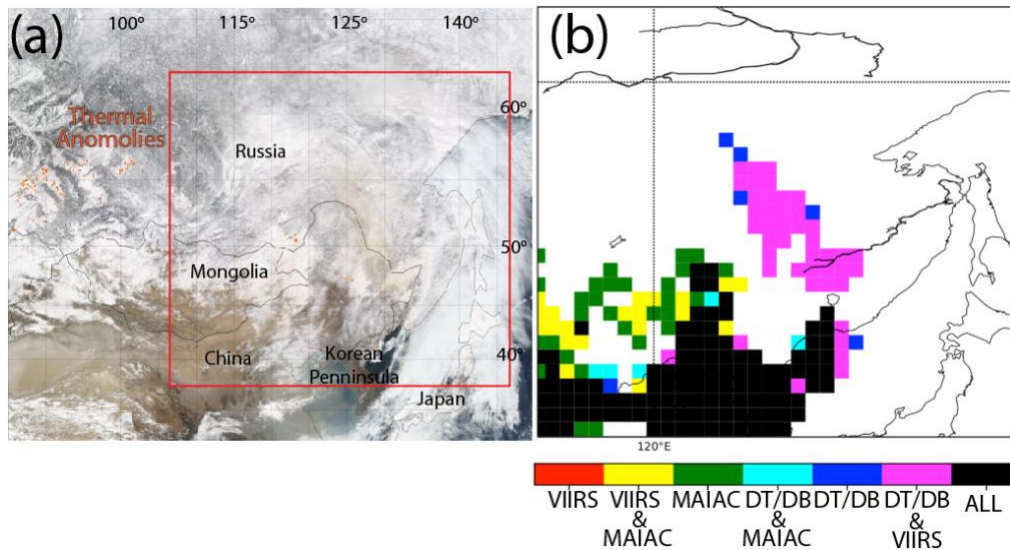 (a)
100°
115°
125°
140°
60°
Thermal
Anomolies
Russia
50°
Mongolia
40°
China
Korean
Penninsula
Japan
(b)
120°E
VIIRS
VIIRS
&
MAIAC
MAIAC
DT/DB
&
MAIAC
DT/DB
DT/DB
&
VIIRS
ALL